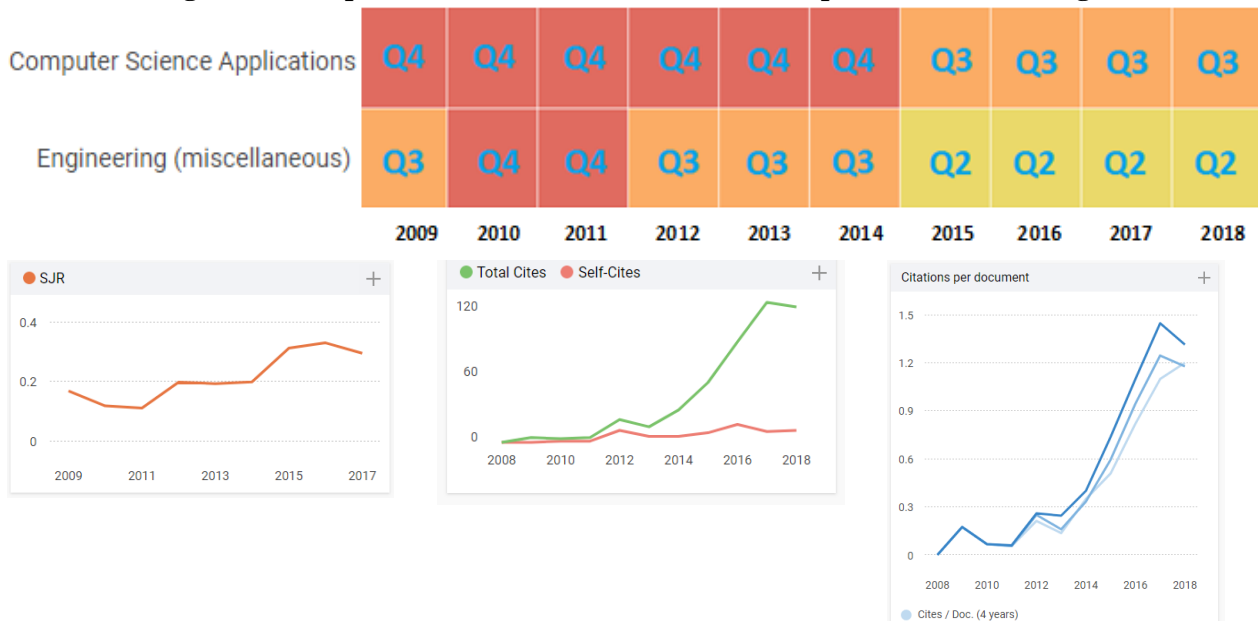 Computer Science Applications Q4 Q4 Q4 Q4 Q4 Q4 Q3 Q3 Q3 Q3
Engineering (miscellaneous) Q3 Q4 Q4 Q3 Q3 Q3 Q2 Q2 Q2 Q2
2009 2010 2011 2012 2013 2014 2015 2016 2017 2018
SJR +
0.4
0.2
0
2009 2011 2013 2015 2017
Total Cites Self-Cites +
120
60
0
2008 2010 2012 2014 2016 2018
Citations per document +
1.5
1.2
0.9
0.6
0.3
0
2008 2010 2012 2014 2016 2018
Cites / Doc. (4 years)